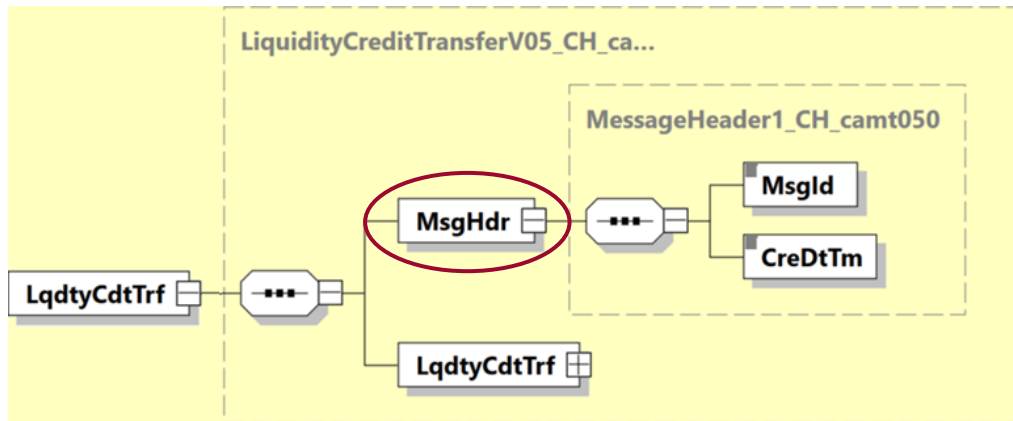 LiquidityCreditTransferV05_CH_ca...
MessageHeader1_CH_camt050
MsgId
MsgHdr
CreDtTm
LqdtyCdtTrf
LqdtyCdtTrf